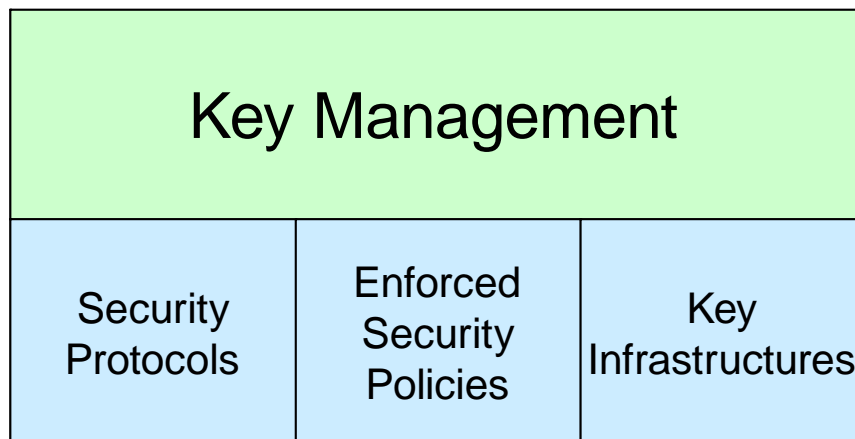 Key Management
Security
Protocols
Enforced
Security
Policies
Key
Infrastructures